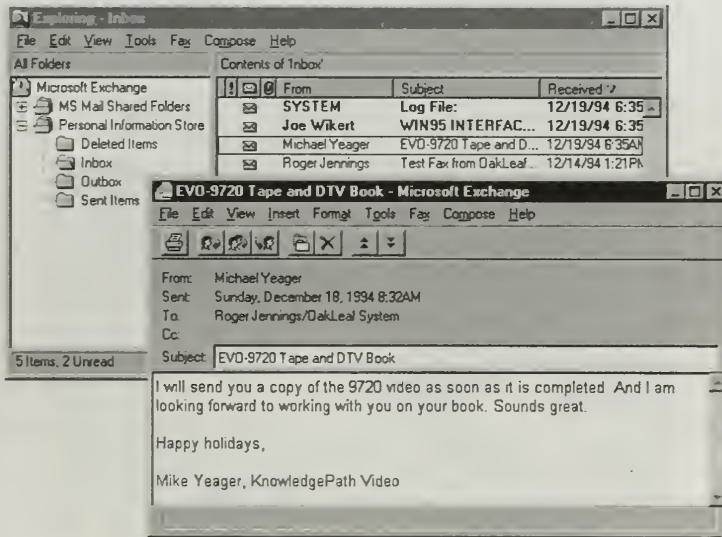 Exploring - Inbox
File Edit View Tools Fax Compose Help
All Folders
Contents of 'Inbox'
Microsoft Exchange
MS Mail Shared Folders
Personal Information Store
Deleted Items
Inbox
Outbox
Sent Items
! From Subject Received
SYSTEM Log File: 12/19/94 6:35
Joe Wikert WIN95 INTERFAC... 12/19/94 6:35
Michael Yeager EVO-9720 Tape and D... 12/19/94 6:35AM
Roger Jennings Test Fax from OakLeaf... 12/14/94 1:21PM
5 Items, 2 Unread
EVO-9720 Tape and DTV Book - Microsoft Exchange
File Edit View Insert Format Tools Fax Compose Help
From: Michael Yeager
Sent: Sunday, December 18, 1994 8:32AM
To: Roger Jennings/OakLeaf System
Cc:
Subject: EVO-9720 Tape and DTV Book
I will send you a copy of the 9720 video as soon as it is completed And I am
looking forward to working with you on your book. Sounds great.
Happy holidays,
Mike Yeager, KnowledgePath Video